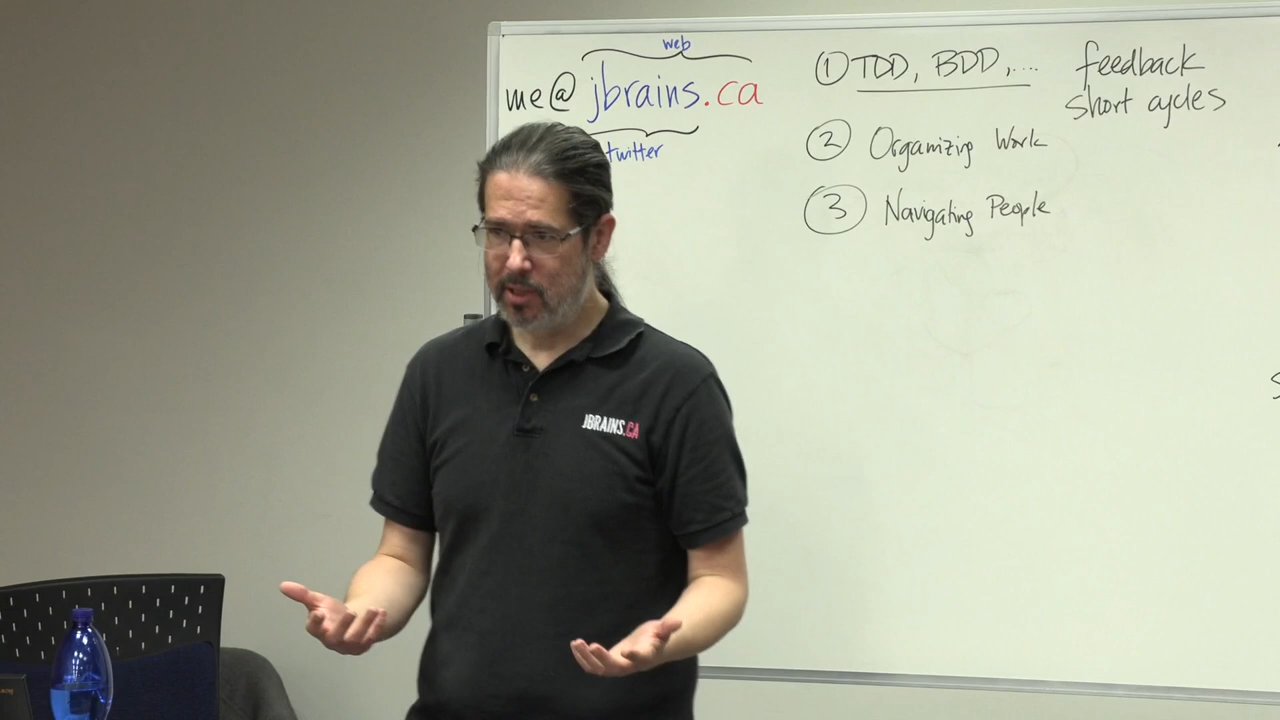 web
me@jbrains.ca
twitter
① TDD, BDD,....
feedback
short cycles
② Organizing Work
③ Navigating People
JBRAINS.CA